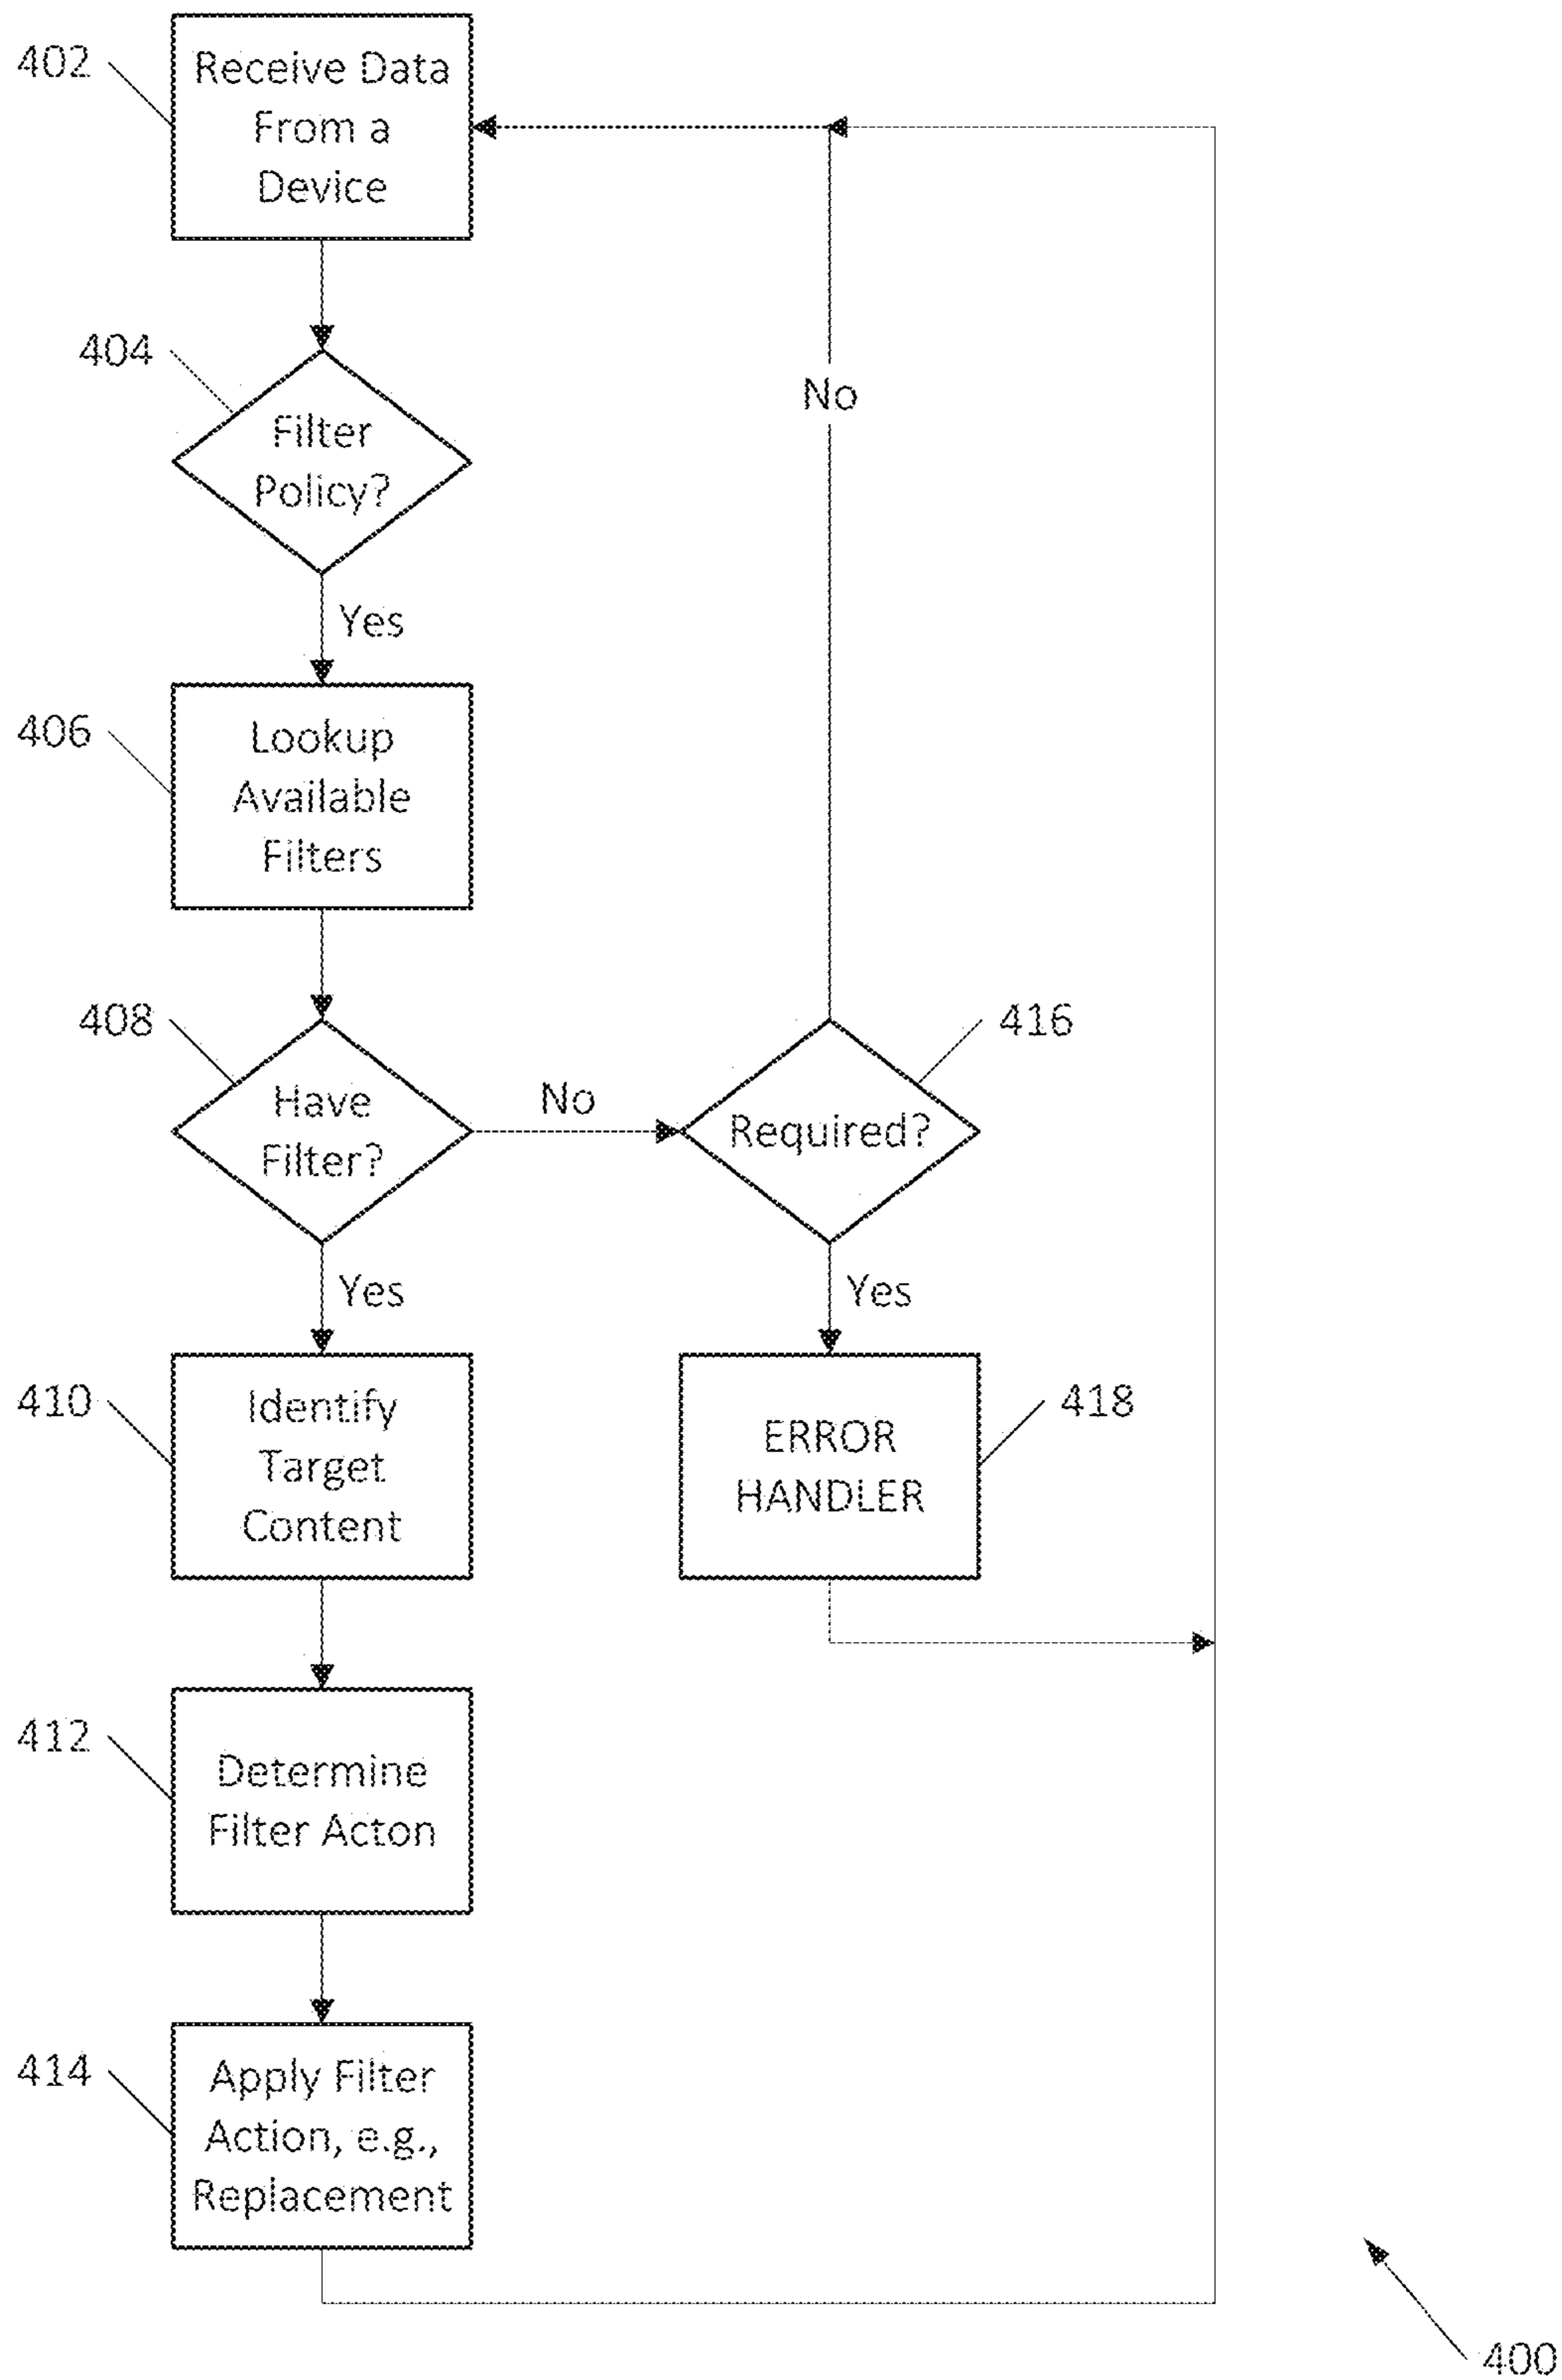 402
Receive Data
From a
Device
404
Filter
Policy?
No
Yes
406
Lookup
Available
Filters
408
Have
Filter?
No
416
Required?
Yes
Yes
410
Identify
Target
Content
ERROR
HANDLER
418
412
Determine
Filter Acton
414
Apply Filter
Action, e.g.,
Replacement
400